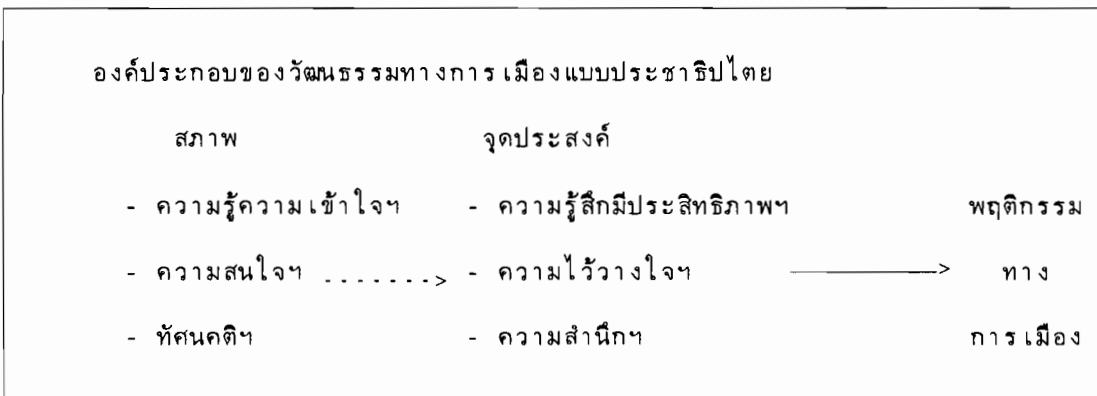 องค์ประกอบของวัฒนธรรมทางการเมืองแบบประชาธิปไตย
สภาพ จุดประสงค์
- ความรู้ความเข้าใจฯ - ความรู้สึกมีประสิทธิภาพฯ พฤติกรรม
- ความสนใจฯ .......> - ความไว้วางใจฯ ———> ทาง
- ทัศนคติฯ - ความสำนึกฯ การเมือง